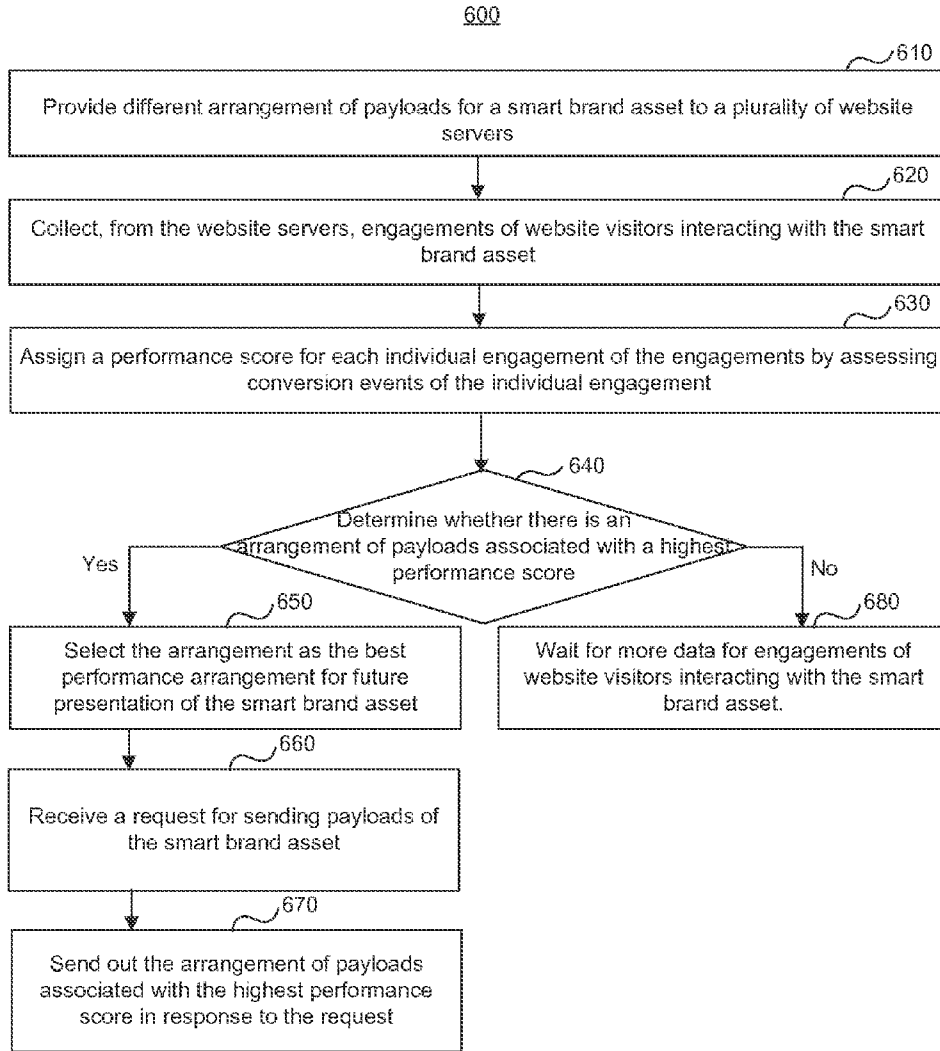 600
610
Provide different arrangement of payloads for a smart brand asset to a plurality of website
servers
620
Collect, from the website servers, engagements of website visitors interacting with the smart
brand asset
630
Assign a performance score for each individual engagement of the engagements by assessing
conversion events of the individual engagement
640
Determine whether there is an
arrangement of payloads associated with a highest
performance score
Yes
No
650
Select the arrangement as the best
performance arrangement for future
presentation of the smart brand asset
680
Wait for more data for engagements of
website visitors interacting with the smart
brand asset.
660
Receive a request for sending payloads of
the smart brand asset
670
Send out the arrangement of payloads
associated with the highest performance
score in response to the request